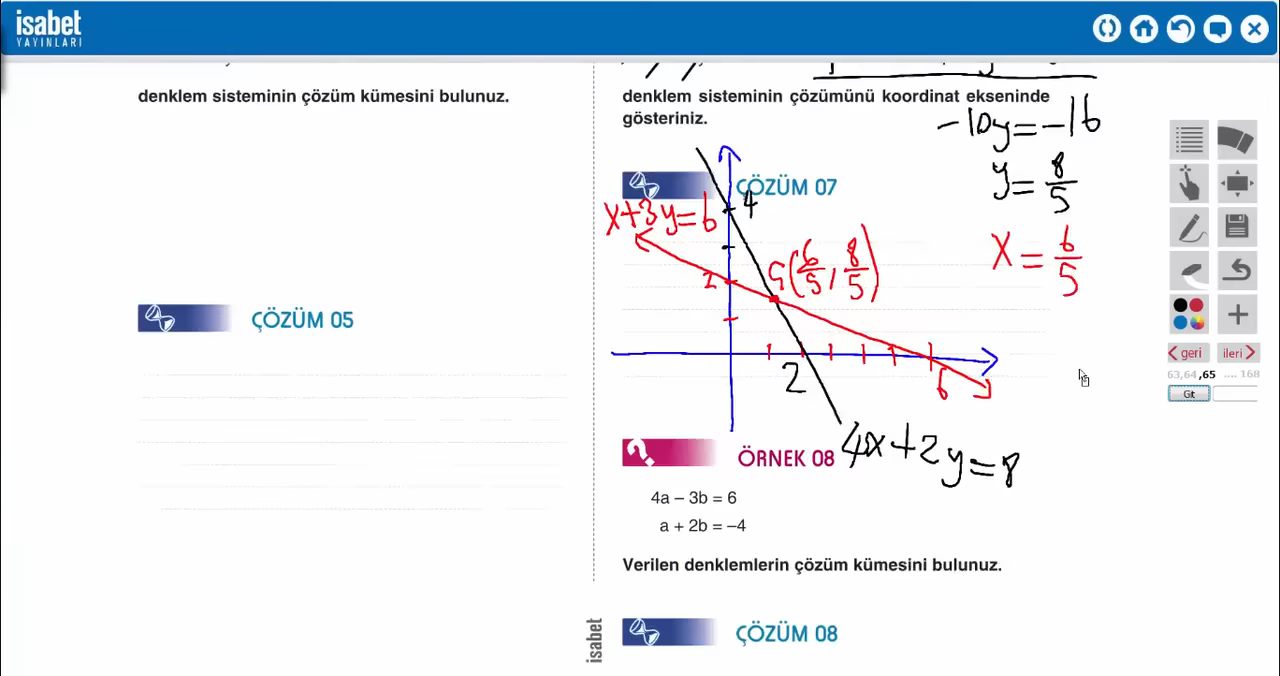 isabet
YAYINLARI
denklem sisteminin çözüm kümesini bulunuz.
ÇÖZÜM 05
denklem sisteminin çözümünü koordinat ekseninde
gösteriniz.
-10y=-16
y=8/5
x=6/5
ÇÖZÜM 07
x+3y=6
4
2
Ç(6/5, 8/5)
2
6
4x+2y=8
ÖRNEK 08
4a – 3b = 6
a + 2b = –4
Verilen denklemlerin çözüm kümesini bulunuz.
isabet
ÇÖZÜM 08
geri
ileri
63,64,65 .... 168
Git